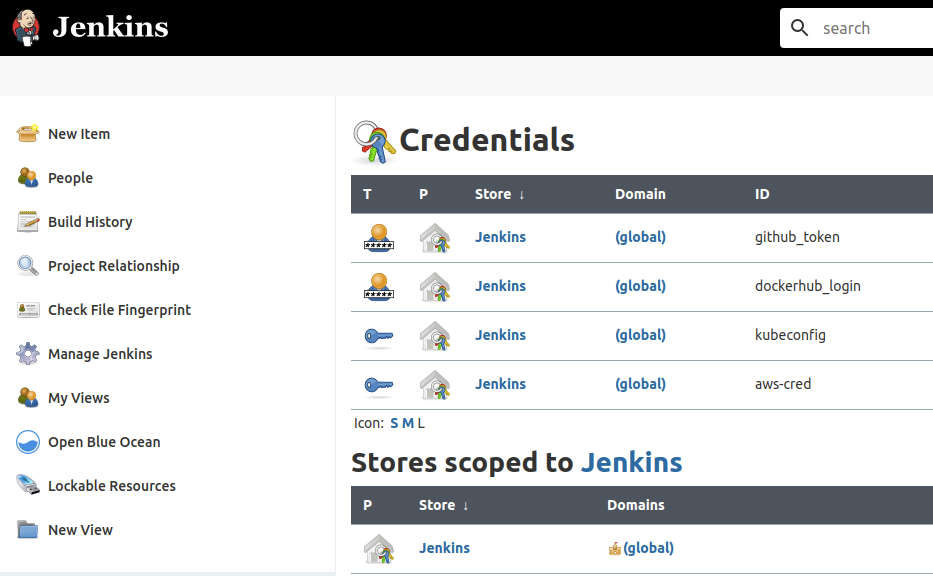 Jenkins
search
New Item
People
Build History
Project Relationship
Check File Fingerprint
Manage Jenkins
My Views
Open Blue Ocean
Lockable Resources
New View
Credentials
T P Store ↓ Domain ID
Jenkins (global) github_token
Jenkins (global) dockerhub_login
Jenkins (global) kubeconfig
Jenkins (global) aws-cred
Icon: S M L
Stores scoped to Jenkins
P Store ↓ Domains
Jenkins (global)